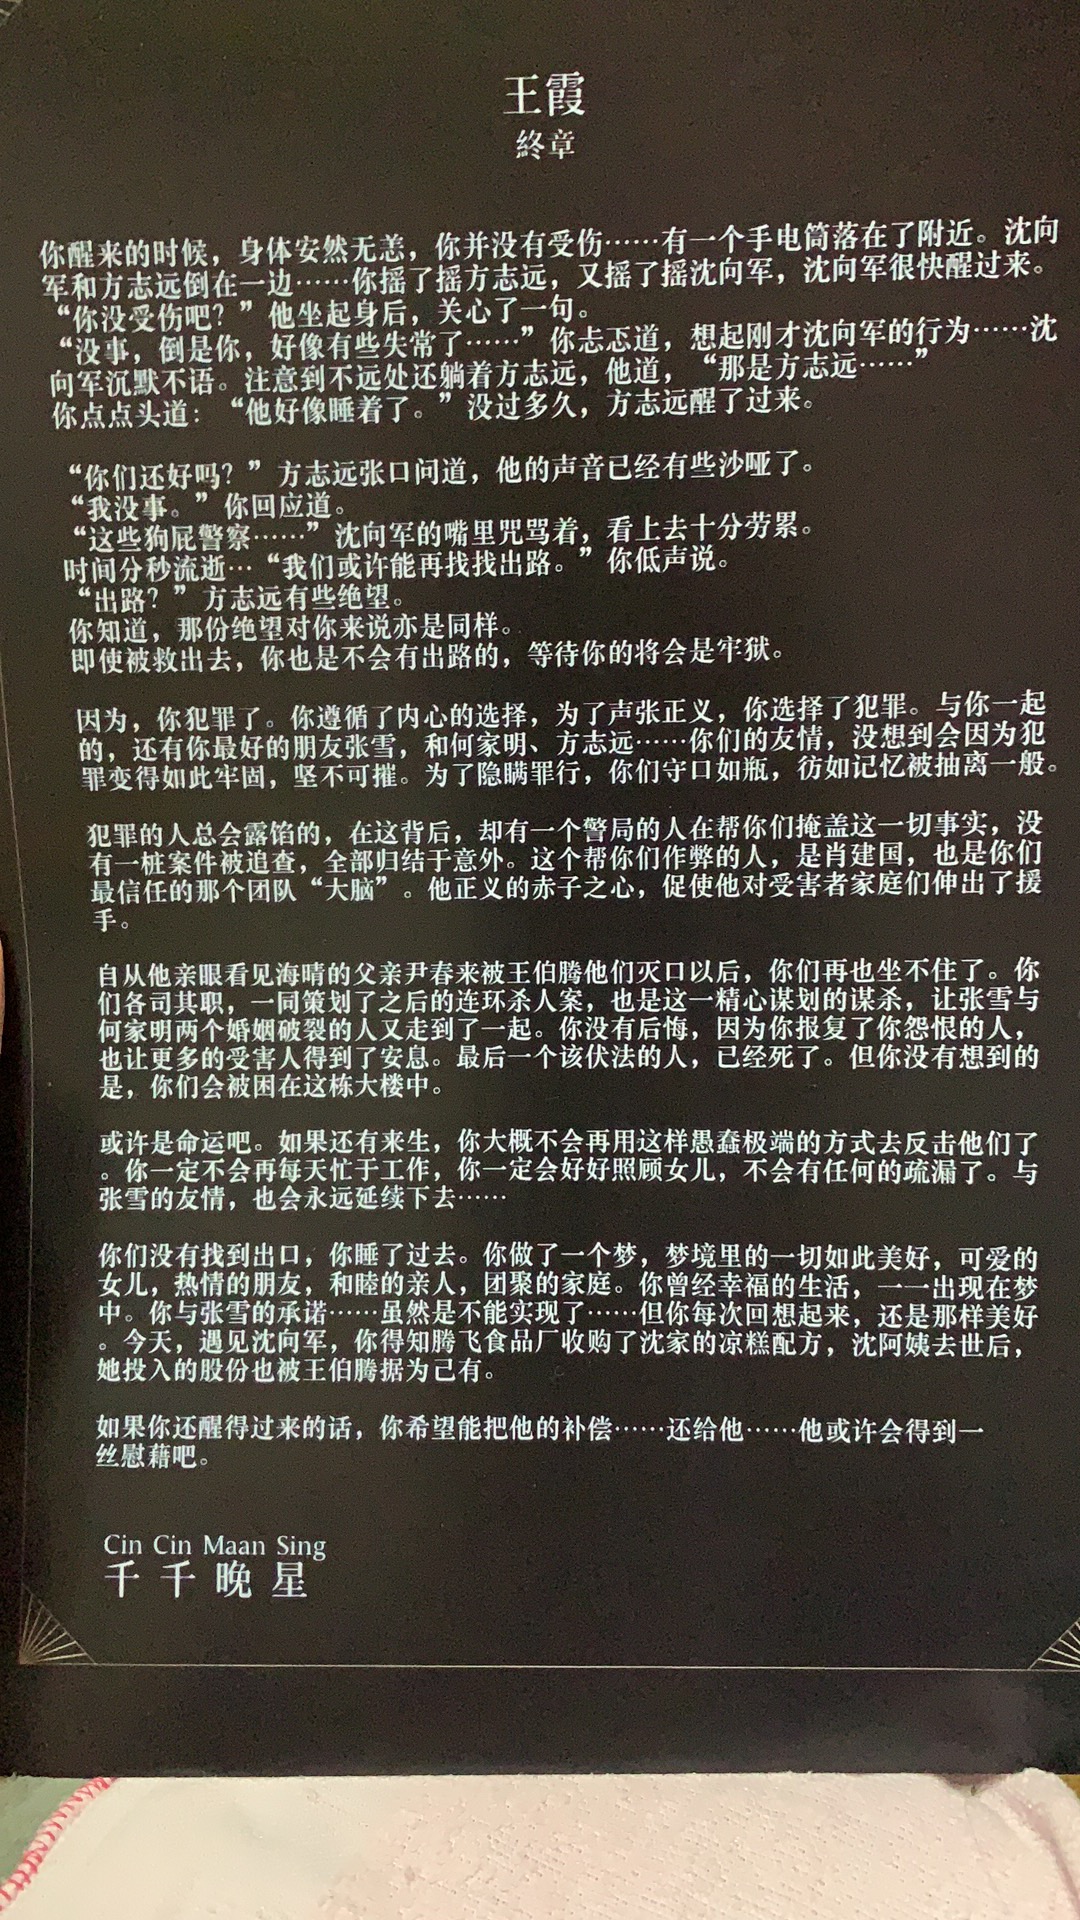 王霞
終章
你醒来的时候，身体安然无恙，你并没有受伤……有一个手电筒落在了附近。沈向
军和方志远倒在一边……你摇了摇方志远，又摇了摇沈向军，沈向军很快醒过来。
“你没受伤吧？”他坐起身后，关心了一句。
“没事，倒是你，好像有些失常了……”你忐忑道，想起刚才沈向军的行为……沈
向军沉默不语。注意到不远处还躺着方志远，他道，“那是方志远……”
你点点头道：“他好像睡着了。”没过多久，方志远醒了过来。
“你们还好吗？”方志远张口问道，他的声音已经有些沙哑了。
“我没事。”你回应道。
“这些狗屁警察……”沈向军的嘴里咒骂着，看上去十分劳累。
时间分秒流逝…“我们或许能再找找出路。”你低声说。
“出路？”方志远有些绝望。
你知道，那份绝望对你来说亦是同样。
即使被救出去，你也是不会有出路的，等待你的将会是牢狱。
因为，你犯罪了。你遵循了内心的选择，为了声张正义，你选择了犯罪。与你一起
的，还有你最好的朋友张雪，和何家明、方志远……你们的友情，没想到会因为犯
罪变得如此牢固，坚不可摧。为了隐瞒罪行，你们守口如瓶，彷如记忆被抽离一般。
犯罪的人总会露馅的，在这背后，却有一个警局的人在帮你们掩盖这一切事实，没
有一桩案件被追查，全部归结于意外。这个帮你们作弊的人，是肖建国，也是你们
最信任的那个团队“大脑”。他正义的赤子之心，促使他对受害者家庭们伸出了援
手。
自从他亲眼看见海晴的父亲尹春来被王伯腾他们灭口以后，你们再也坐不住了。你
们各司其职，一同策划了之后的连环杀人案，也是这一精心谋划的谋杀，让张雪与
何家明两个婚姻破裂的人又走到了一起。你没有后悔，因为你报复了你怨恨的人，
也让更多的受害人得到了安息。最后一个该伏法的人，已经死了。但你没有想到的
是，你们会被困在这栋大楼中。
或许是命运吧。如果还有来生，你大概不会再用这样愚蠢极端的方式去反击他们了
。你一定不会再每天忙于工作，你一定会好好照顾女儿，不会有任何的疏漏了。与
张雪的友情，也会永远延续下去……
你们没有找到出口，你睡了过去。你做了一个梦，梦境里的一切如此美好，可爱的
女儿，热情的朋友，和睦的亲人，团聚的家庭。你曾经幸福的生活，一一出现在梦
中。你与张雪的承诺……虽然是不能实现了……但你每次回想起来，还是那样美好
。今天，遇见沈向军，你得知腾飞食品厂收购了沈家的凉糕配方，沈阿姨去世后，
她投入的股份也被王伯腾据为己有。
如果你还醒得过来的话，你希望能把他的补偿……还给他……他或许会得到一
丝慰藉吧。
Cin Cin Maan Sing
千千晚星